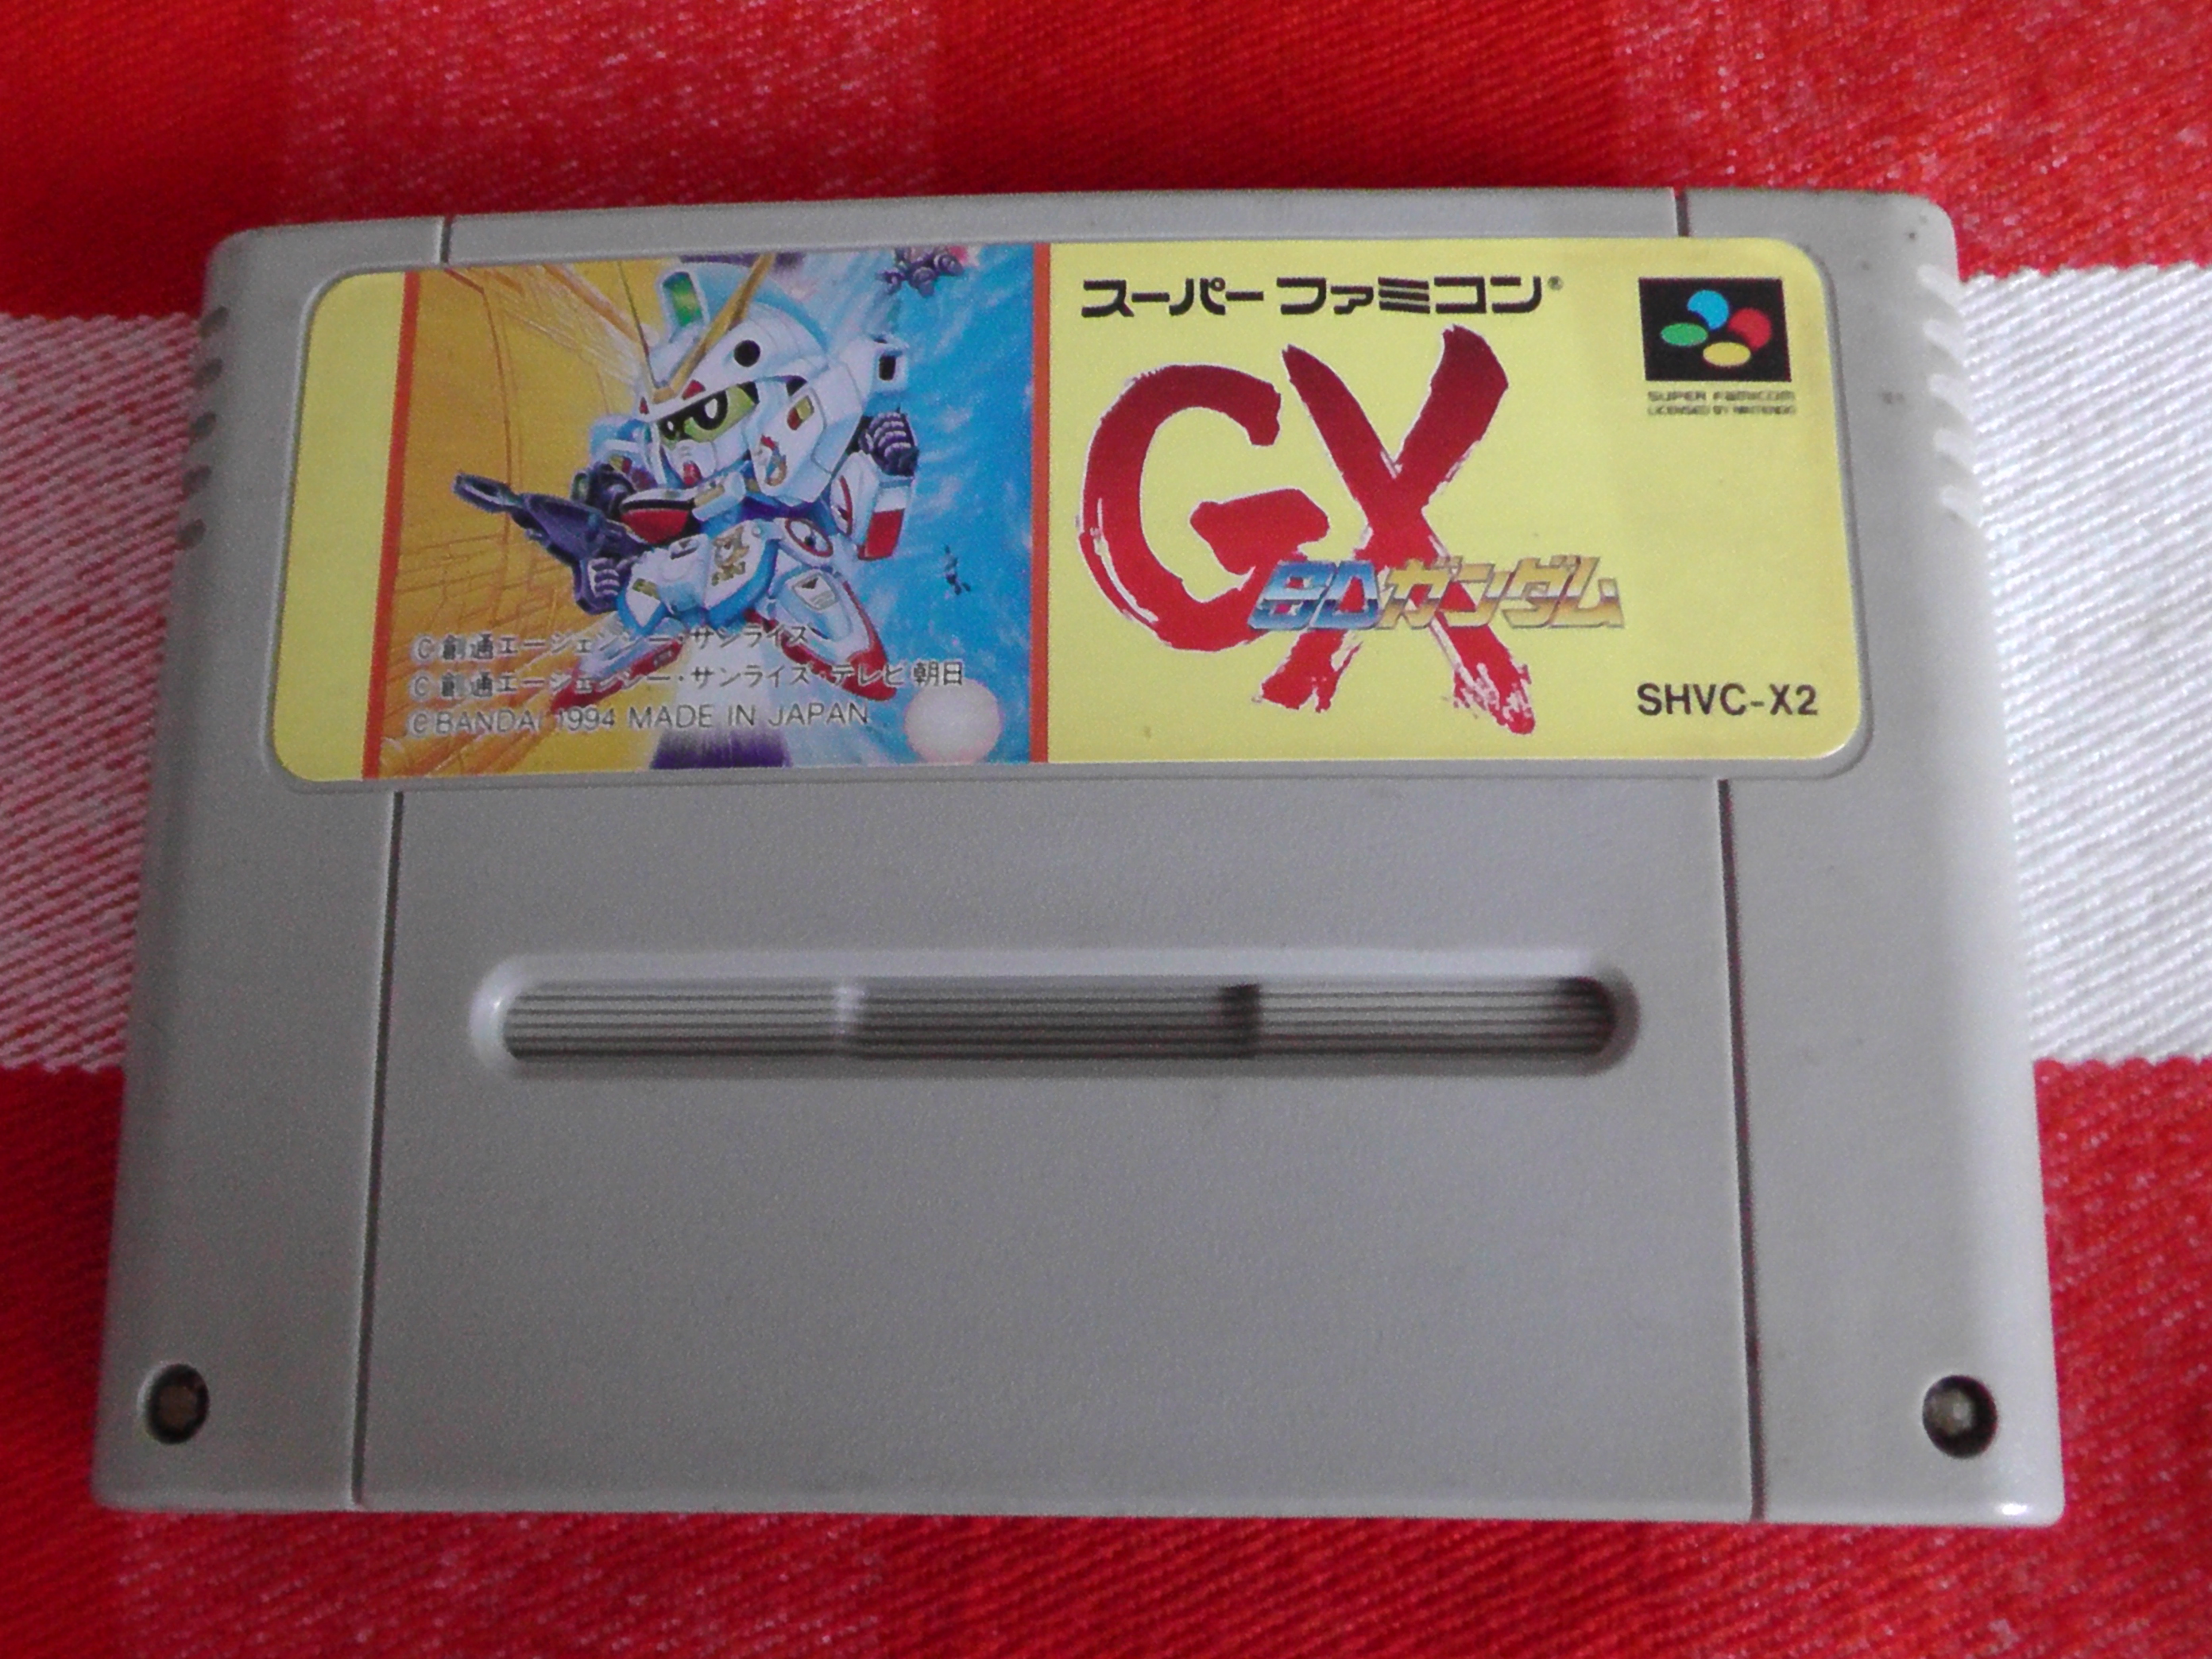 スーパーファミコン®
GX
SDガンダム
SUPER FAMICOM
LICENSED BY NINTENDO
SHVC-X2
©創通エージェンシー・サンライズ
©創通エージェンシー・サンライズ・テレビ朝日
©BANDAI 1994 MADE IN JAPAN